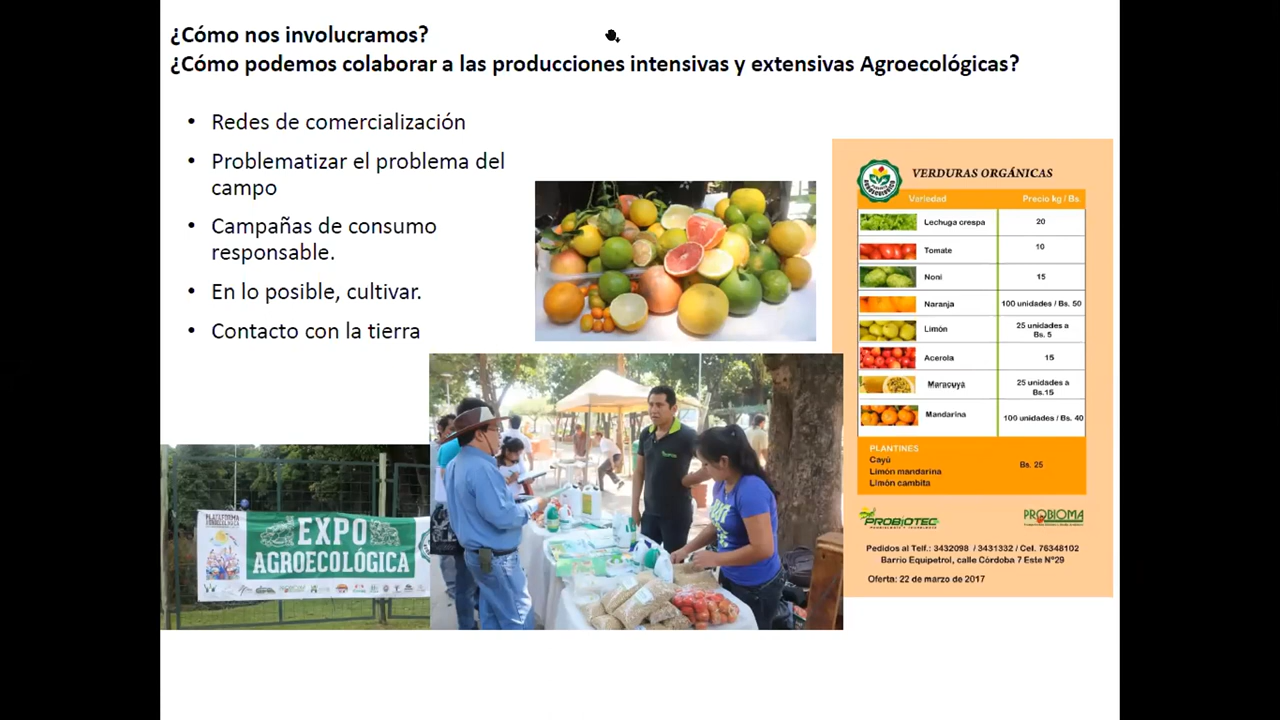 ¿Cómo nos involucramos?
¿Cómo podemos colaborar a las producciones intensivas y extensivas Agroecológicas?
• Redes de comercialización
• Problematizar el problema del
campo
• Campañas de consumo
responsable.
• En lo posible, cultivar.
• Contacto con la tierra
VERDURAS ORGÁNICAS
Variedad Precio kg / Bs.
Lechuga crespa 20
Tomate 10
Noni 15
Naranja 100 unidades / Bs. 50
Limón 25 unidades a
Bs. 5
Acerola 15
Maracuya 25 unidades a
Bs.15
Mandarina 100 unidades / Bs. 40
PLANTINES
Cayú
Limón mandarina
Limón cambita
Bs. 25
PROBIOTEC
PROBIOMA
Pedidos al Telf.: 3432098 / 3431332 / Cel. 76348102
Barrio Equipetrol, calle Córdoba 7 Este Nº29
Oferta: 22 de marzo de 2017
PLATAFORMA
AGROECOLÓGICA
EXPO
AGROECOLÓGICA